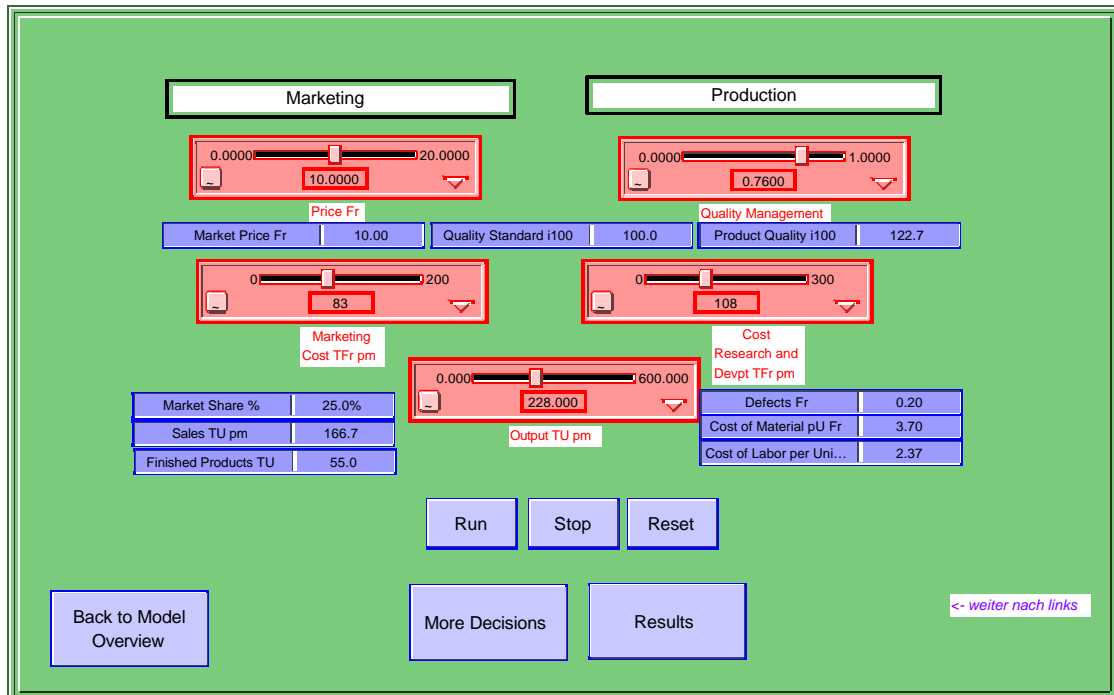 Marketing
Production
0.0000 20.0000
~ 10.0000
Price Fr
0.0000 1.0000
~ 0.7600
Quality Management
Market Price Fr 10.00
Quality Standard i100 100.0
Product Quality i100 122.7
0 200
~ 83
Marketing
Cost TFr pm
0 300
~ 108
Cost
Research and
Devpt TFr pm
0.000 600.000
~ 228.000
Output TU pm
Market Share % 25.0%
Sales TU pm 166.7
Finished Products TU 55.0
Defects Fr 0.20
Cost of Material pU Fr 3.70
Cost of Labor per Uni... 2.37
Run
Stop
Reset
Back to Model
Overview
More Decisions
Results
<- weiter nach links